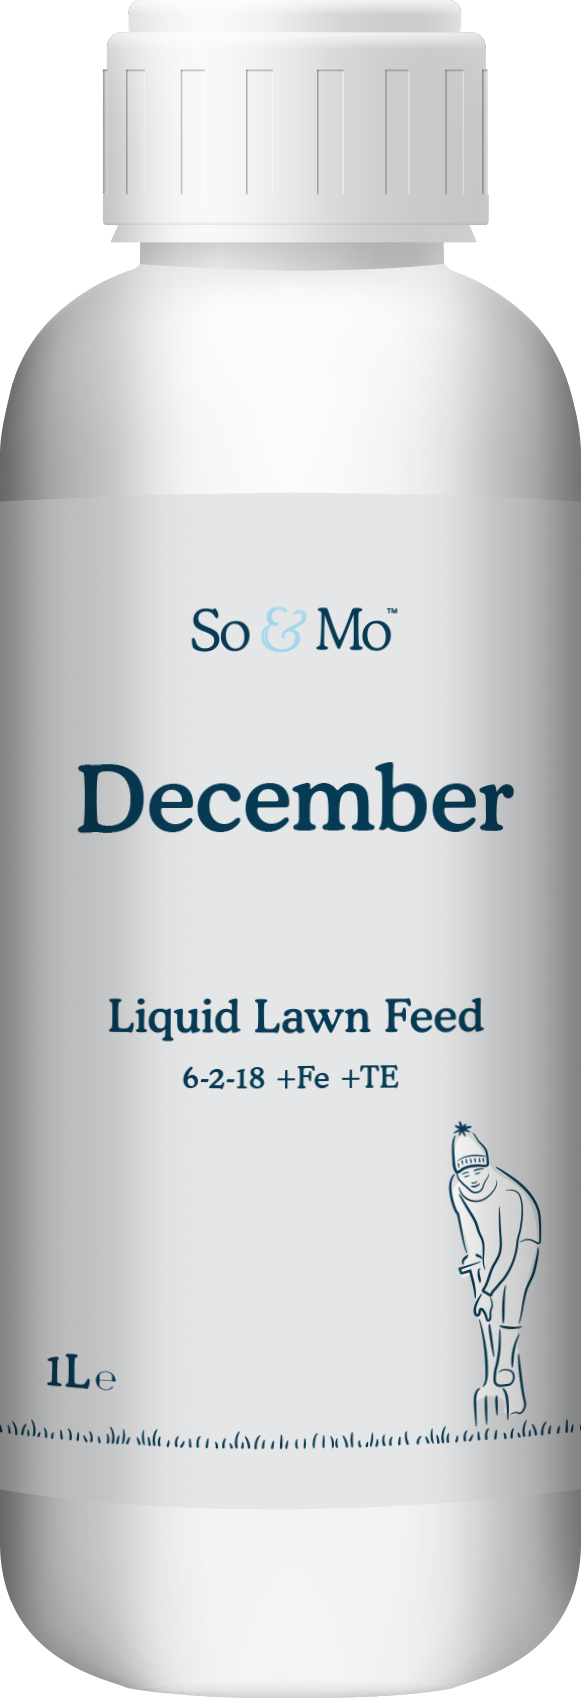 So & Mo™
December
Liquid Lawn Feed
6-2-18 +Fe +TE
1L℮